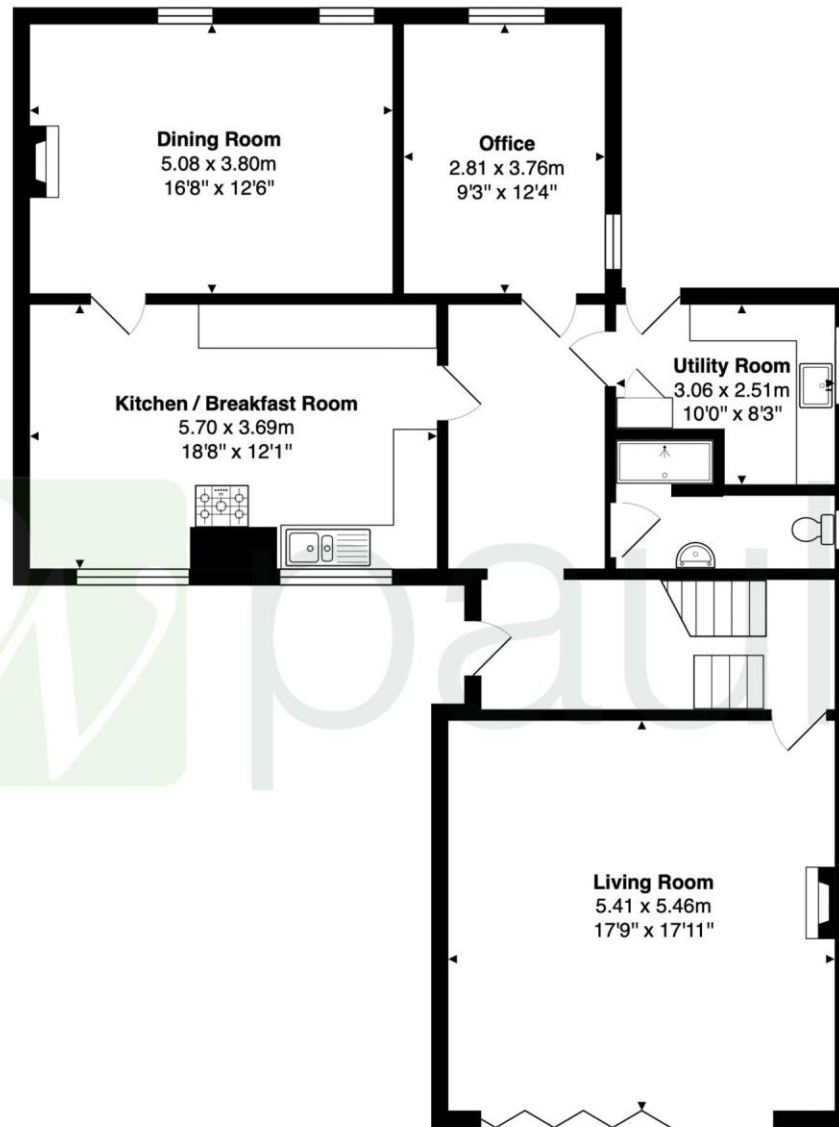 Dining Room
5.08 x 3.80m
16'8" x 12'6"
Office
2.81 x 3.76m
9'3" x 12'4"
Kitchen / Breakfast Room
5.70 x 3.69m
18'8" x 12'1"
Utility Room
3.06 x 2.51m
10'0" x 8'3"
W paul
Living Room
5.41 x 5.46m
17'9" x 17'11"